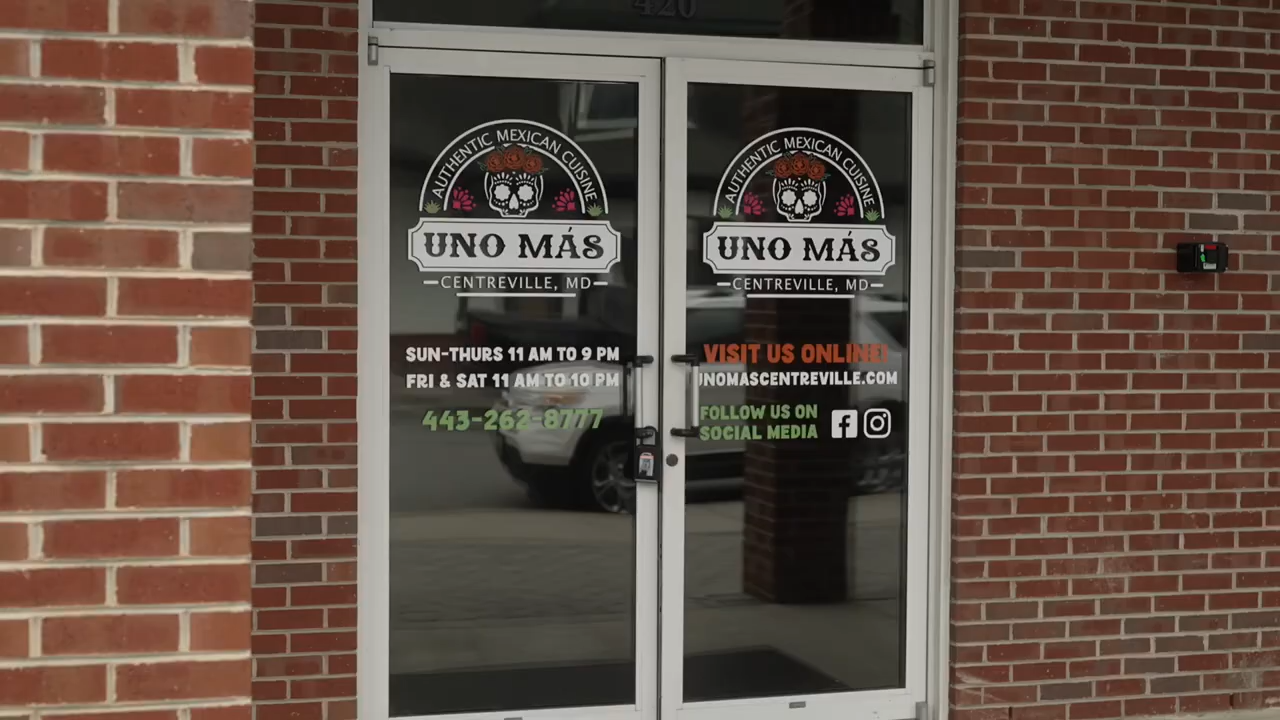 420
AUTHENTIC MEXICAN CUISINE
UNO MÁS
CENTREVILLE, MD
SUN-THURS 11 AM TO 9 PM
FRI & SAT 11 AM TO 10 PM
443-262-8777
AUTHENTIC MEXICAN CUISINE
UNO MÁS
CENTREVILLE, MD
VISIT US ONLINE!
UNOMASCENTREVILLE.COM
FOLLOW US ON
SOCIAL MEDIA